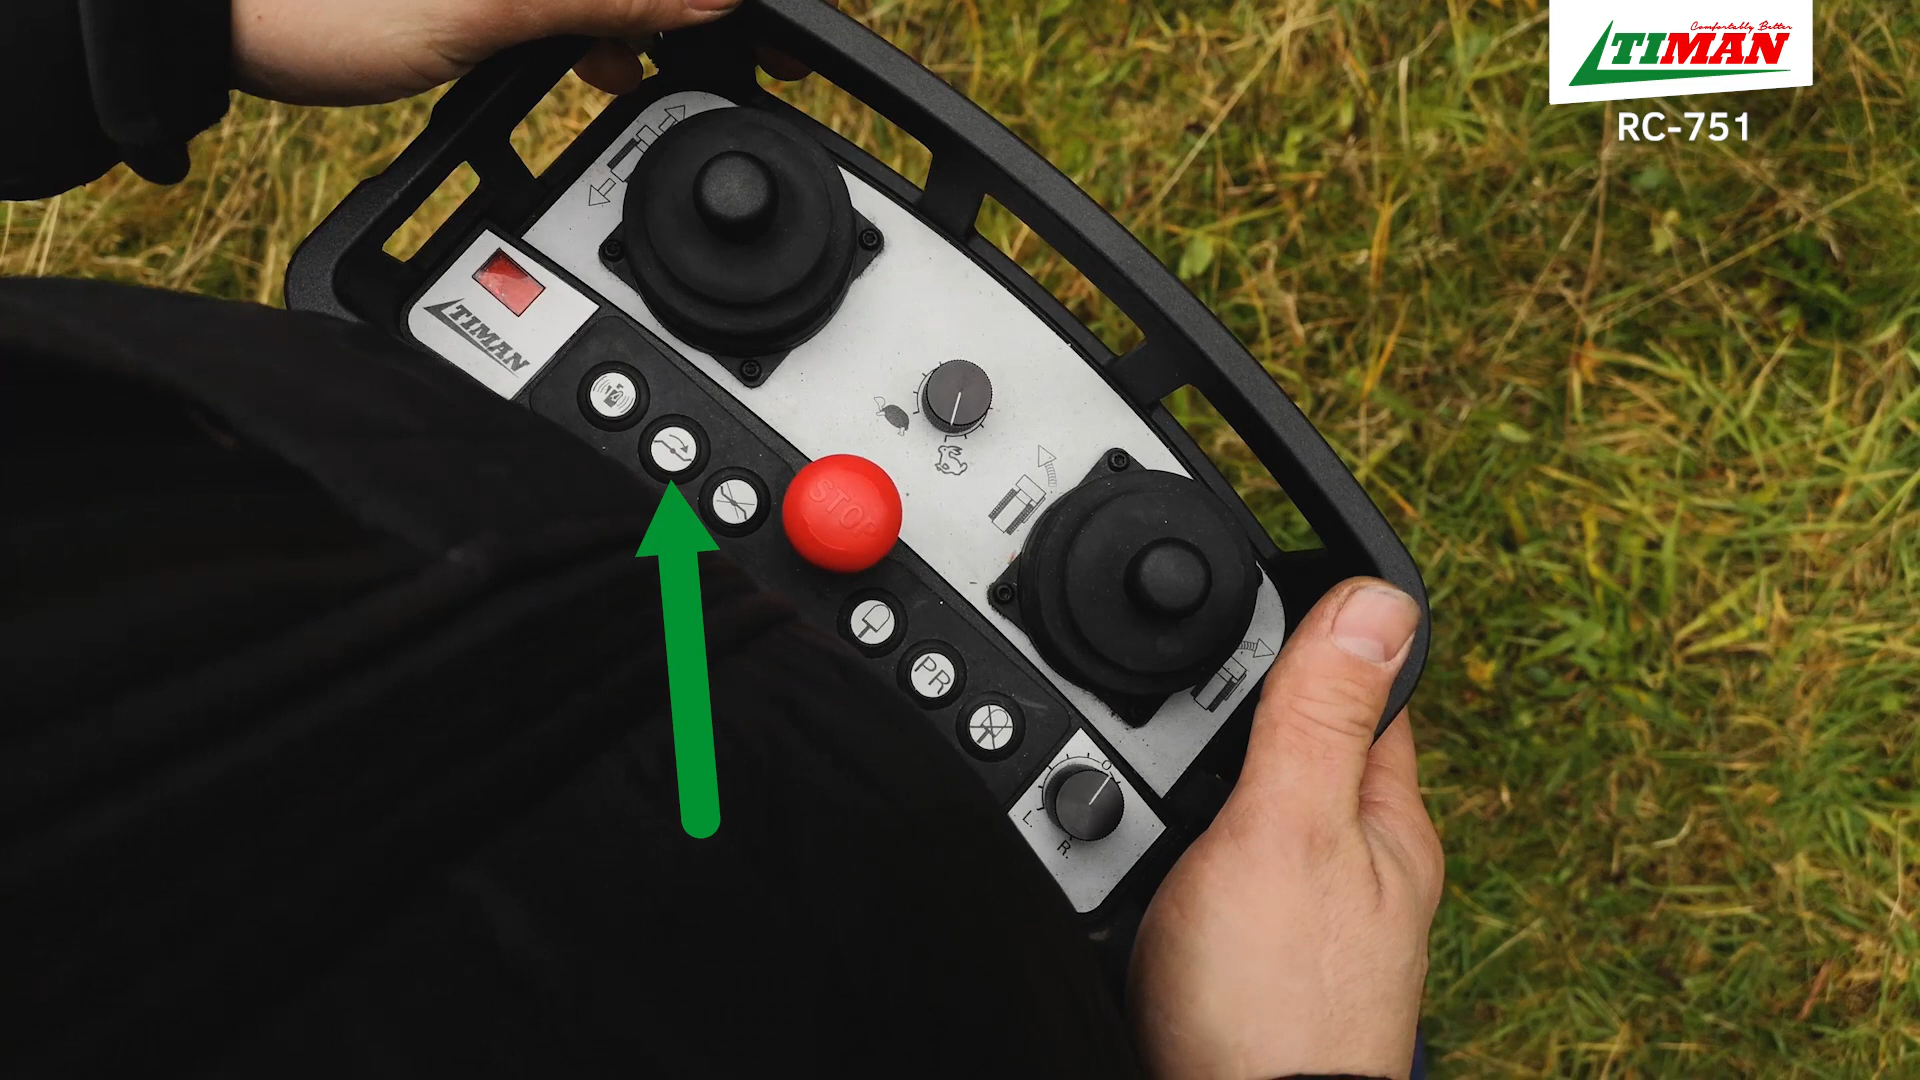 Comfortably Better
TIMAN
RC-751
TIMAN
STOP
PR
O
L.
R.